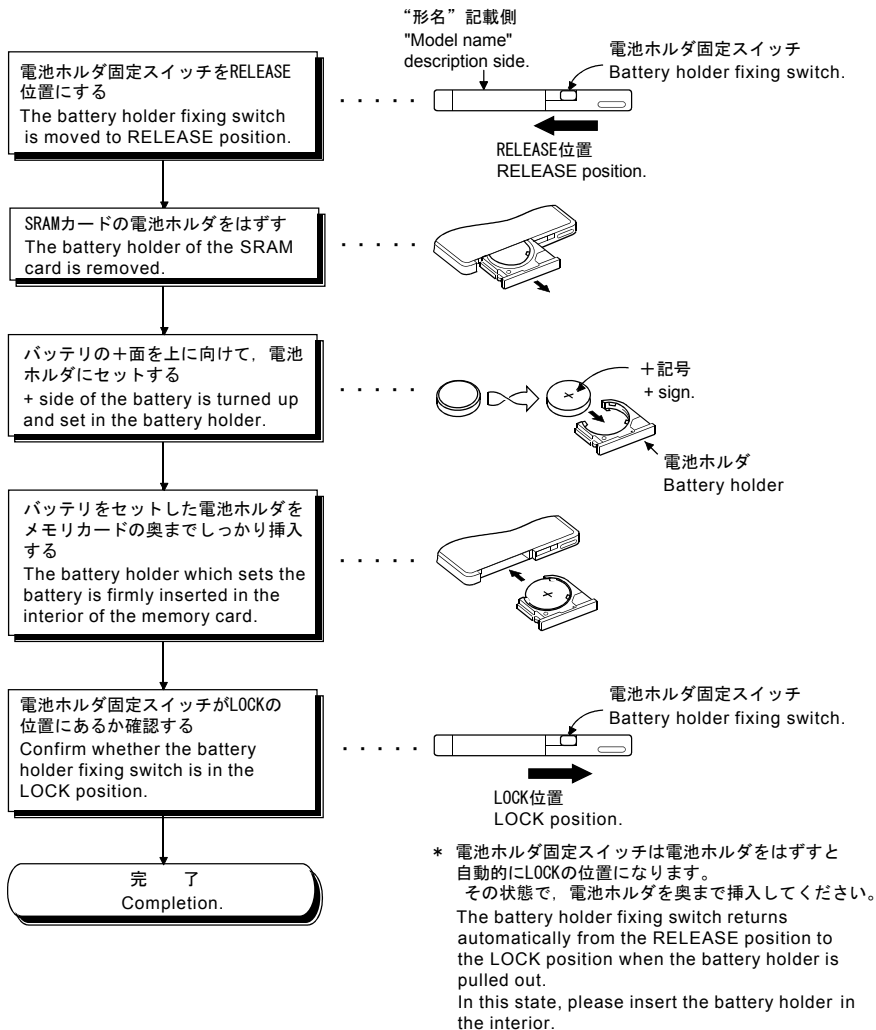 “形名”記載側
"Model name"
description side.
電池ホルダ固定スイッチ
Battery holder fixing switch.
電池ホルダ固定スイッチをRELEASE
位置にする
The battery holder fixing switch
is moved to RELEASE position.
RELEASE位置
RELEASE position.
SRAMカードの電池ホルダをはずす
The battery holder of the SRAM
card is removed.
バッテリの＋面を上に向けて，電池
ホルダにセットする
+ side of the battery is turned up
and set in the battery holder.
＋記号
+ sign.
電池ホルダ
Battery holder
バッテリをセットした電池ホルダを
メモリカードの奥までしっかり挿入
する
The battery holder which sets the
battery is firmly inserted in the
interior of the memory card.
電池ホルダ固定スイッチがLOCKの
位置にあるか確認する
Confirm whether the battery
holder fixing switch is in the
LOCK position.
電池ホルダ固定スイッチ
Battery holder fixing switch.
LOCK位置
LOCK position.
完 了
Completion.
* 電池ホルダ固定スイッチは電池ホルダをはずすと
自動的にLOCKの位置になります。
その状態で，電池ホルダを奥まで挿入してください。
The battery holder fixing switch returns
automatically from the RELEASE position to
the LOCK position when the battery holder is
pulled out.
In this state, please insert the battery holder in
the interior.